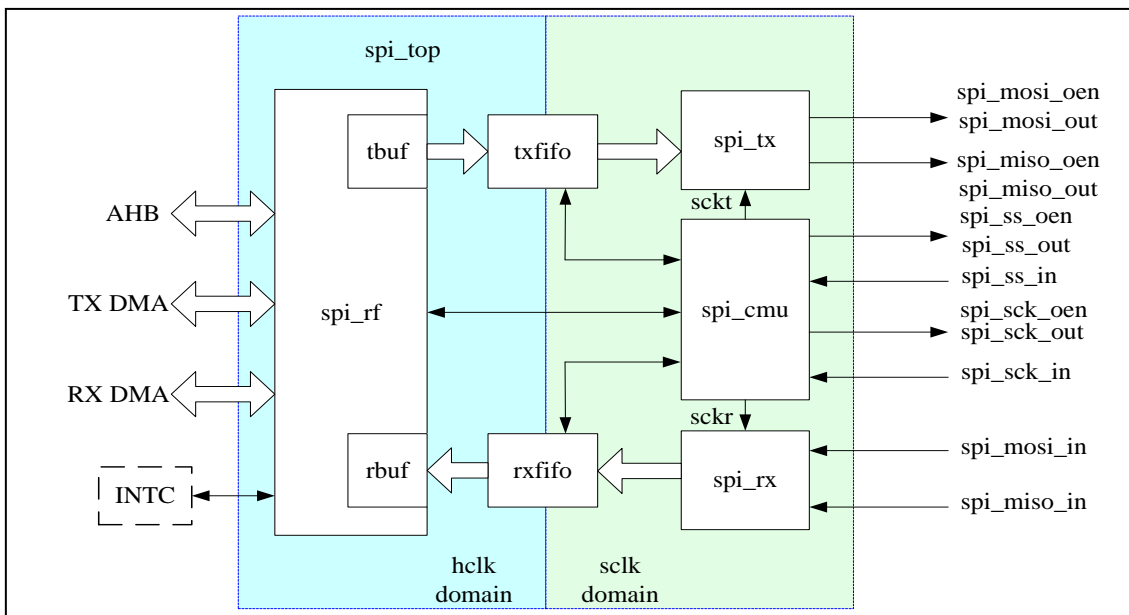 spi_top
AHB
TX DMA
RX DMA
INTC
spi_rf
tbuf
rbuf
txfifo
rxfifo
hclk
domain
sclk
domain
spi_tx
sckt
spi_cmu
sckr
spi_rx
spi_mosi_oen
spi_mosi_out
spi_miso_oen
spi_miso_out
spi_ss_oen
spi_ss_out
spi_ss_in
spi_sck_oen
spi_sck_out
spi_sck_in
spi_mosi_in
spi_miso_in